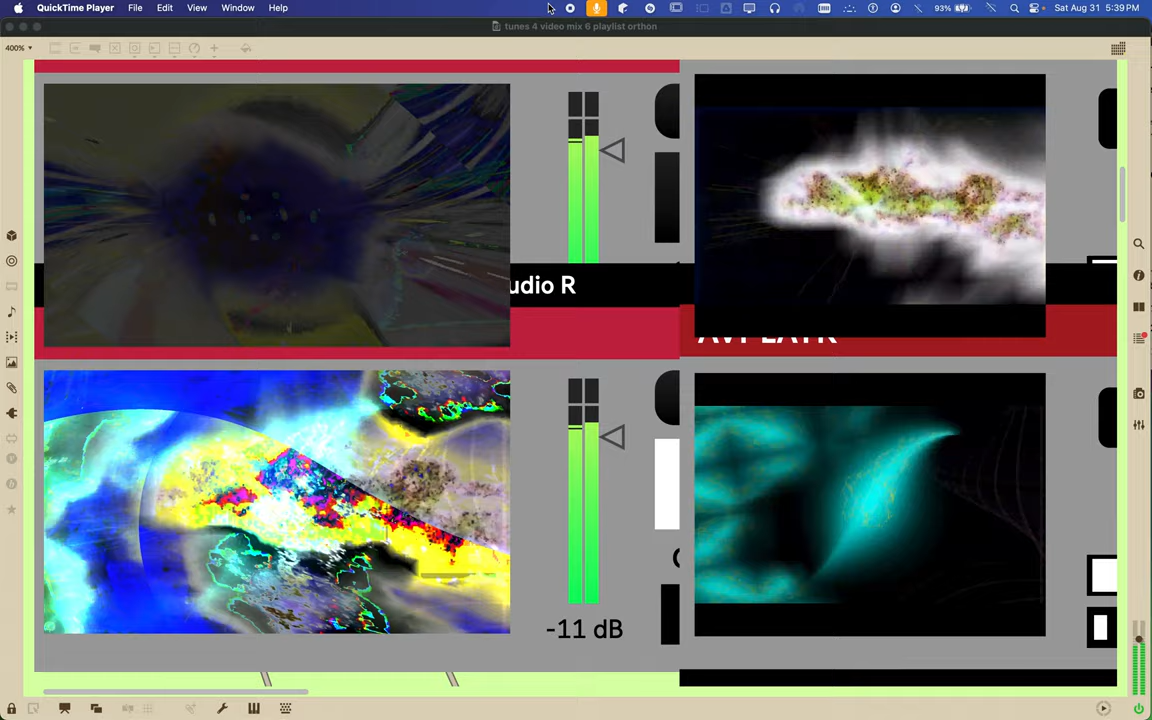 QuickTime Player File Edit View Window Help 93% Sat Aug 31 5:39 PM
tunes 4 video mix 6 playlist orthon
400%
udio R
-11 dB